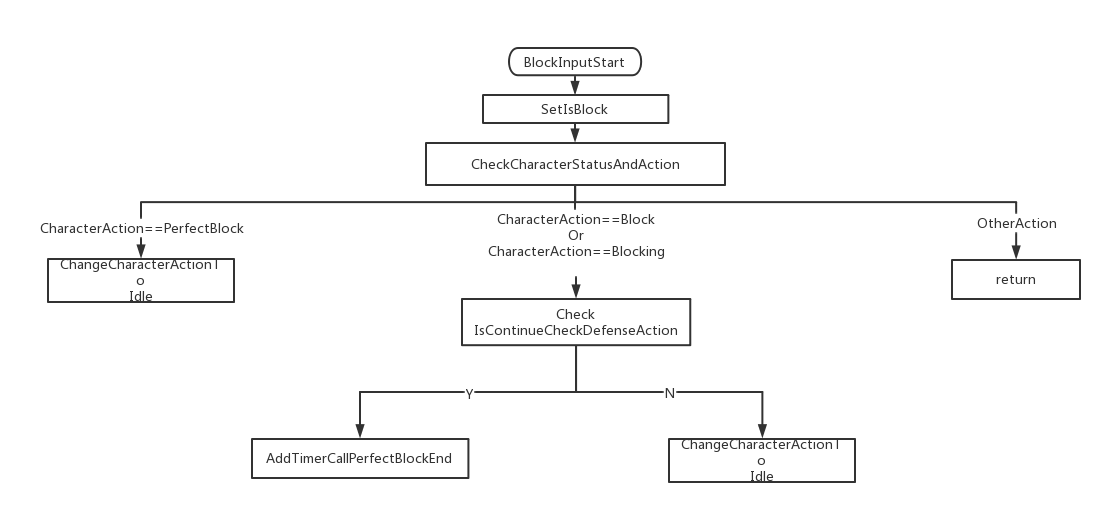 BlockInputStart
SetIsBlock
CheckCharacterStatusAndAction
CharacterAction==PerfectBlock
CharacterAction==Block
Or
CharacterAction==Blocking
OtherAction
ChangeCharacterActionT
o
Idle
return
Check
IsContinueCheckDefenseAction
Y
N
AddTimerCallPerfectBlockEnd
ChangeCharacterActionT
o
Idle